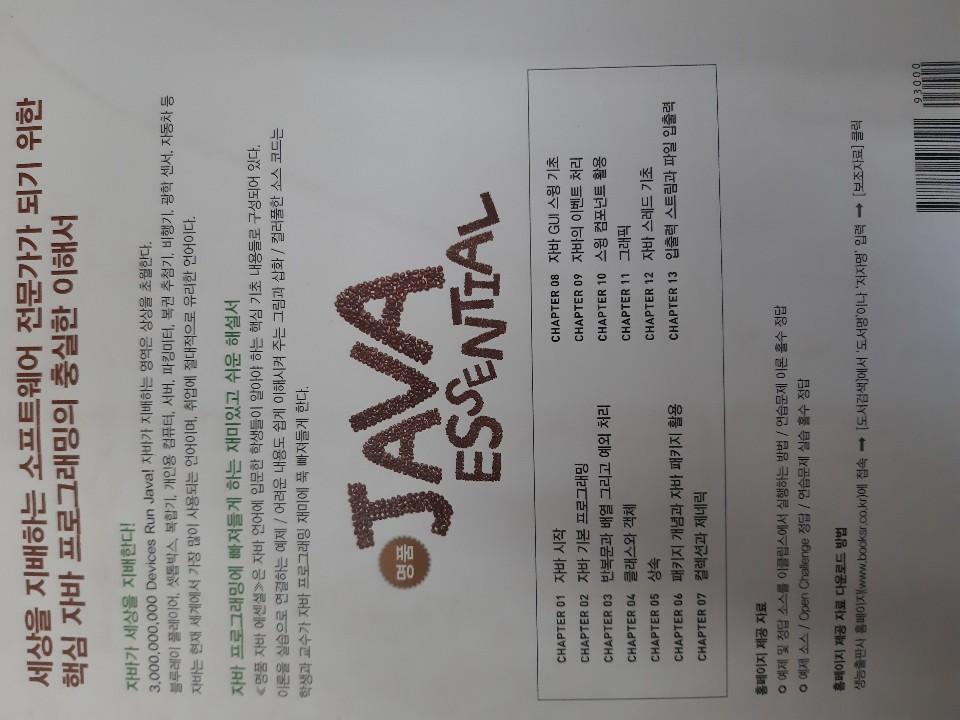 세상을 지배하는 소프트웨어 전문가가 되기 위한
핵심 자바 프로그래밍의 충실한 이해서
자바가 세상을 지배한다!
3,000,000,000 Devices Run Java! 자바가 지배하는 영역은 상상을 초월한다.
블루레이 플레이어, 셋톱박스, 복합기, 개인용 컴퓨터, 서버, 파킹미터, 복권 추첨기, 비행기, 광학 센서, 자동차 등
자바는 현재 세계에서 가장 많이 사용되는 언어이며, 취업에 절대적으로 유리한 언어이다.
자바 프로그래밍에 빠져들게 하는 재미있고 쉬운 해설서
<명품 자바 에센셜>은 자바 언어에 입문한 학생들이 알아야 하는 핵심 기초 내용들로 구성되어 있다.
이론을 실습으로 연결하는 예제 / 어려운 내용도 쉽게 이해시켜 주는 그림과 삽화 / 컬러풀한 소스 코드는
학생과 교수가 자바 프로그래밍 재미에 푹 빠져들게 한다.
명품
JAVA
ESSENTIAL
CHAPTER 01 자바 시작
CHAPTER 02 자바 기본 프로그래밍
CHAPTER 03 반복문과 배열 그리고 예외 처리
CHAPTER 04 클래스와 객체
CHAPTER 05 상속
CHAPTER 06 패키지 개념과 자바 패키지 활용
CHAPTER 07 컬렉션과 제네릭
CHAPTER 08 자바 GUI 스윙 기초
CHAPTER 09 자바의 이벤트 처리
CHAPTER 10 스윙 컴포넌트 활용
CHAPTER 11 그래픽
CHAPTER 12 자바 스레드 기초
CHAPTER 13 입출력 스트림과 파일 입출력
홈페이지 제공 자료
예제 및 정답 소스를 이클립스에서 실행하는 방법 / 연습문제 이론 홀수 정답
예제 소스 / Open Challenge 정답 / 연습문제 실습 홀수 정답
홈페이지 제공 자료 다운로드 방법
생능출판사 홈페이지(www.booksr.co.kr)에 접속 → [도서검색]에서 '도서명'이나 '저자명' 입력 → [보조자료] 클릭
93000